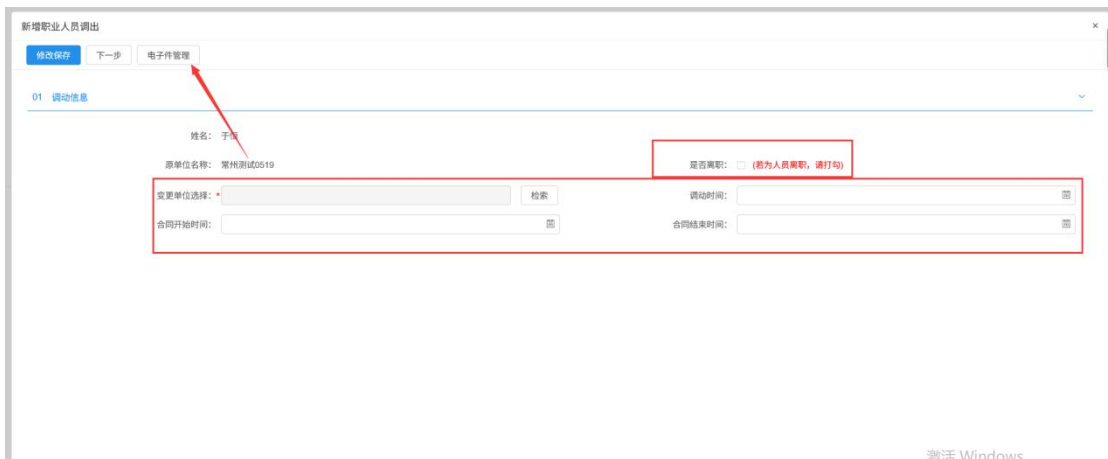 新增职业人员调出 ×
修改保存 下一步 电子件管理
01 调动信息
姓名： 于恒
原单位名称： 常州测试0519 是否离职： (若为人员离职，请打勾)
变更单位选择：* 检索 调动时间：
合同开始时间： 合同结束时间：
激活 Windows